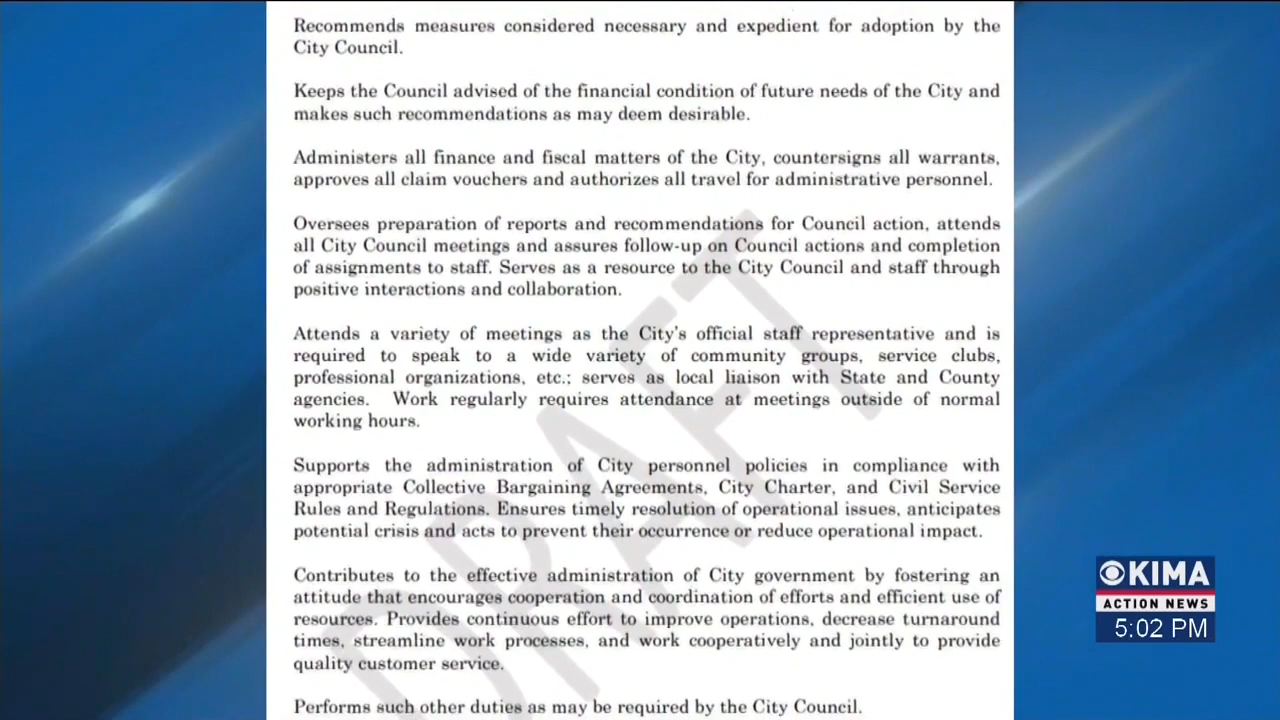 Recommends measures considered necessary and expedient for adoption by the
City Council.
Keeps the Council advised of the financial condition of future needs of the City and
makes such recommendations as may deem desirable.
Administers all finance and fiscal matters of the City, countersigns all warrants,
approves all claim vouchers and authorizes all travel for administrative personnel.
Oversees preparation of reports and recommendations for Council action, attends
all City Council meetings and assures follow-up on Council actions and completion
of assignments to staff. Serves as a resource to the City Council and staff through
positive interactions and collaboration.
Attends a variety of meetings as the City's official staff representative and is
required to speak to a wide variety of community groups, service clubs,
professional organizations, etc.; serves as local liaison with State and County
agencies. Work regularly requires attendance at meetings outside of normal
working hours.
Supports the administration of City personnel policies in compliance with
appropriate Collective Bargaining Agreements, City Charter, and Civil Service
Rules and Regulations. Ensures timely resolution of operational issues, anticipates
potential crisis and acts to prevent their occurrence or reduce operational impact.
Contributes to the effective administration of City government by fostering an
attitude that encourages cooperation and coordination of efforts and efficient use of
resources. Provides continuous effort to improve operations, decrease turnaround
times, streamline work processes, and work cooperatively and jointly to provide
quality customer service.
Performs such other duties as may be required by the City Council.
DRAFT
KIMA
ACTION NEWS
5:02 PM